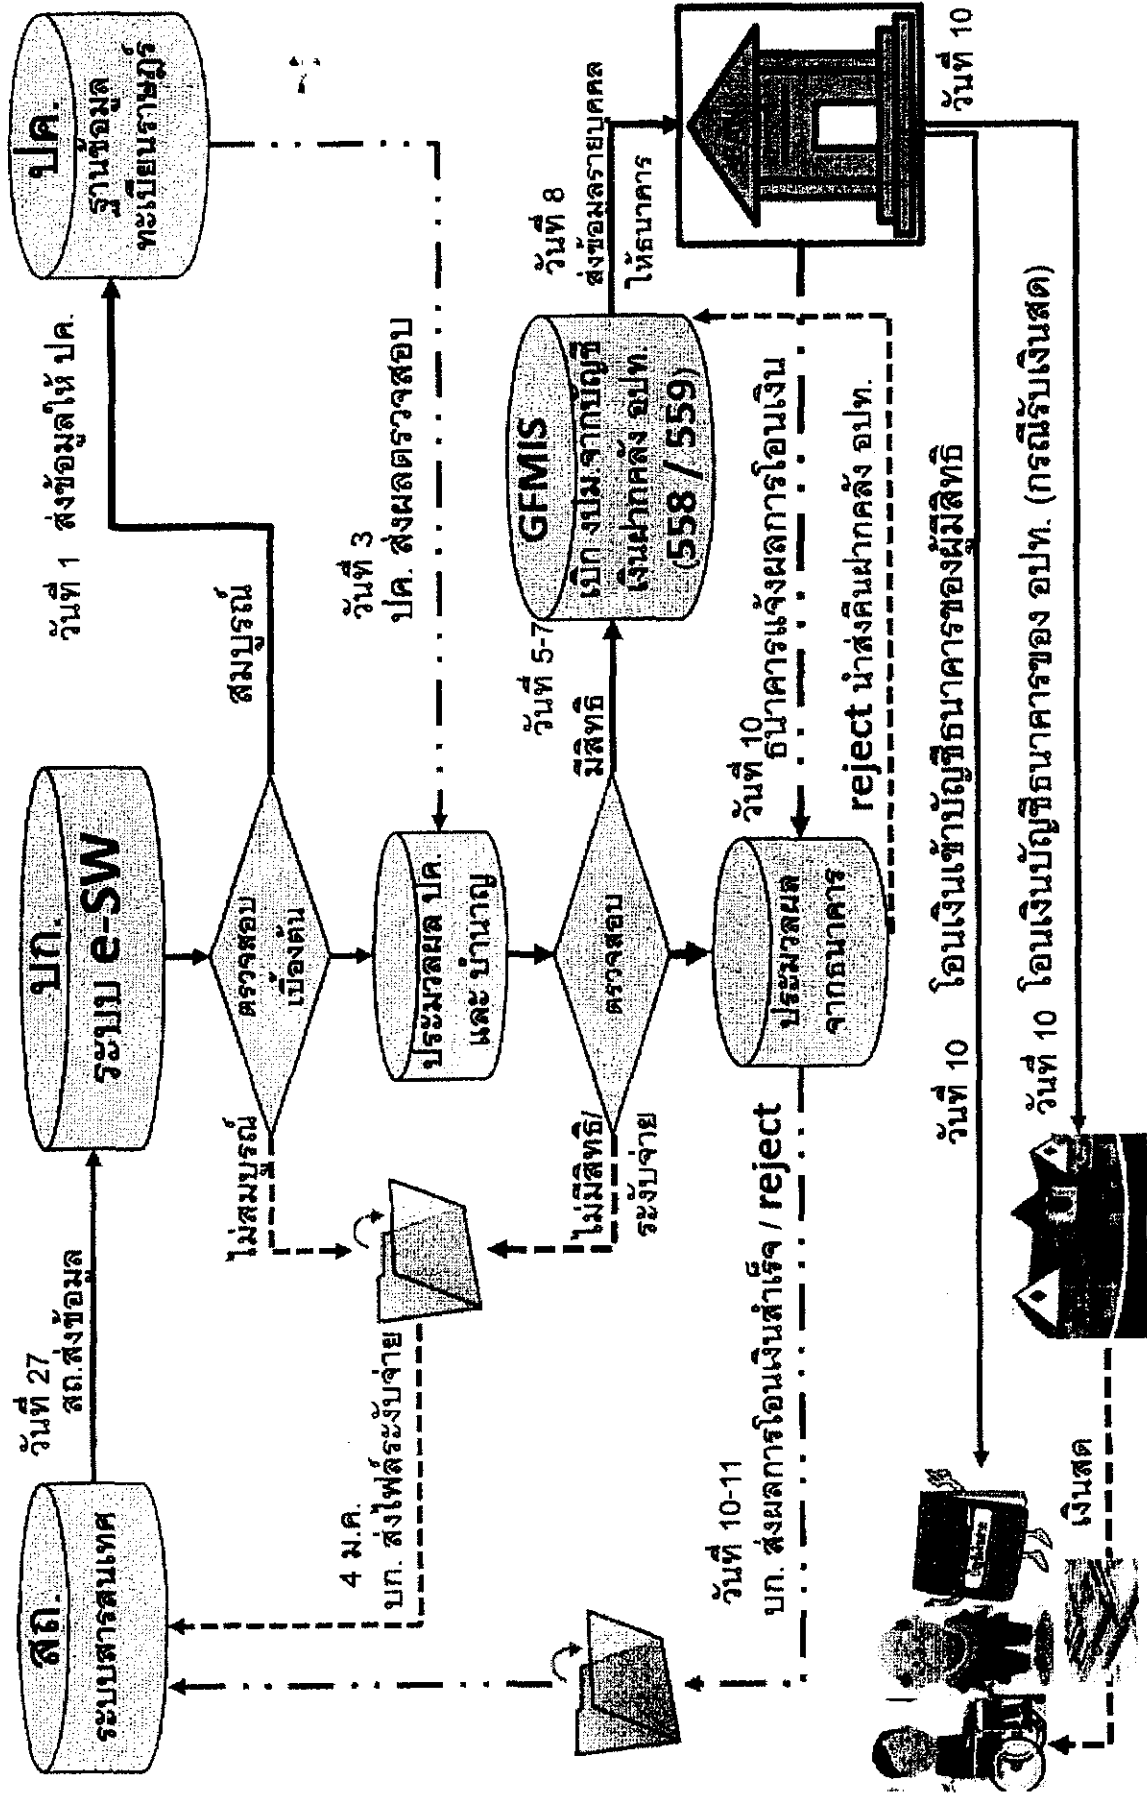 สถ.
ระบบสารสนเทศ
วันที่ 27
สถ.ส่งข้อมูล
บก.
ระบบ e-SW
วันที่ 1 ส่งข้อมูลให้ ปค.
ปค.
ฐานข้อมูล
ทะเบียนราษฎร์
ไม่สมบูรณ์
ตรวจสอบ
เบื้องต้น
สมบูรณ์
วันที่ 3
ปค. ส่งผลตรวจสอบ
4 ม.ค.
บก. ส่งไฟล์ระงับจ่าย
ประมวลผล ปค.
และ บำนาญ
ไม่มีสิทธิ/
ระงับจ่าย
ตรวจสอบ
มีสิทธิ
วันที่ 5-7
GFMIS
เบิก งปม.จากบัญชี
เงินฝากคลัง อปท.
(558 / 559)
วันที่ 8
ส่งข้อมูลรายบุคคล
ให้ธนาคาร
วันที่ 10-11
บก. ส่งผลการโอนเงินสำเร็จ / reject
ประมวลผล
จากธนาคาร
วันที่ 10
ธนาคารแจ้งผลการโอนเงิน
reject นำส่งคืนฝากคลัง อปท.
วันที่ 10
วันที่ 10 โอนเงินเข้าบัญชีธนาคารของผู้มีสิทธิ
วันที่ 10 โอนเงินบัญชีธนาคารของ อปท. (กรณีรับเงินสด)
เงินสด